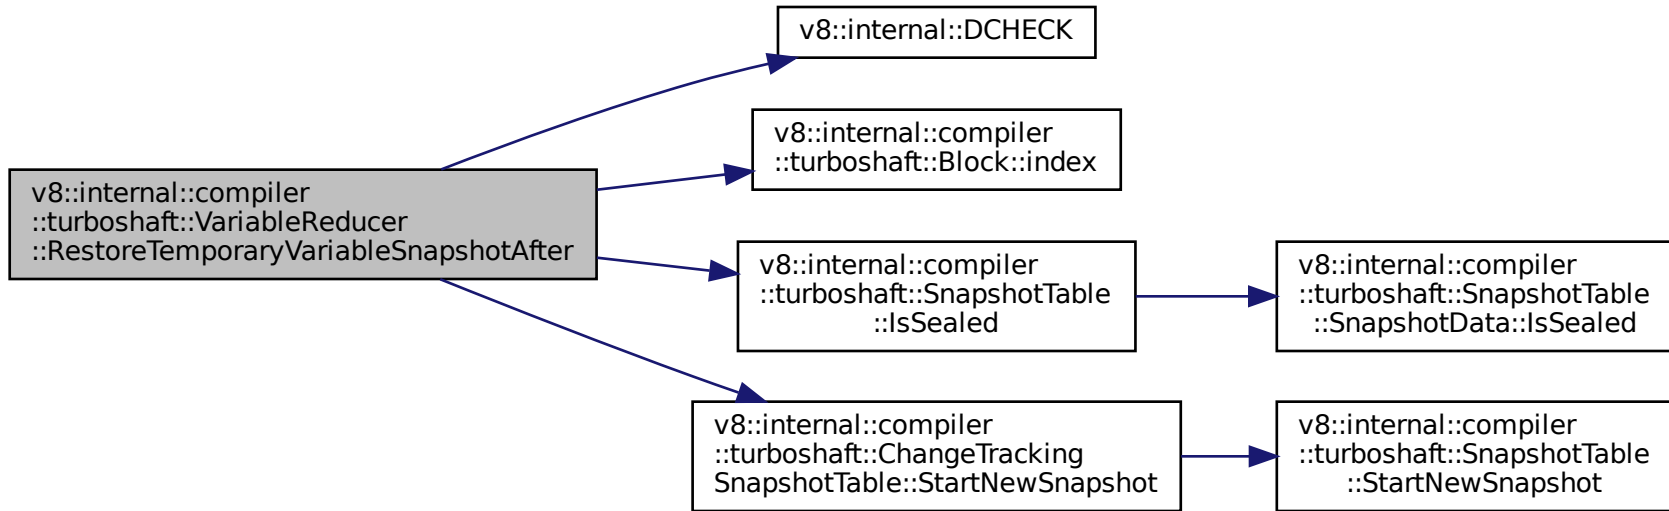 v8::internal::DCHECK
v8::internal::compiler
::turboshaft::Block::index
v8::internal::compiler
::turboshaft::VariableReducer
::RestoreTemporaryVariableSnapshotAfter
v8::internal::compiler
::turboshaft::SnapshotTable
::IsSealed
v8::internal::compiler
::turboshaft::SnapshotTable
::SnapshotData::IsSealed
v8::internal::compiler
::turboshaft::ChangeTracking
SnapshotTable::StartNewSnapshot
v8::internal::compiler
::turboshaft::SnapshotTable
::StartNewSnapshot